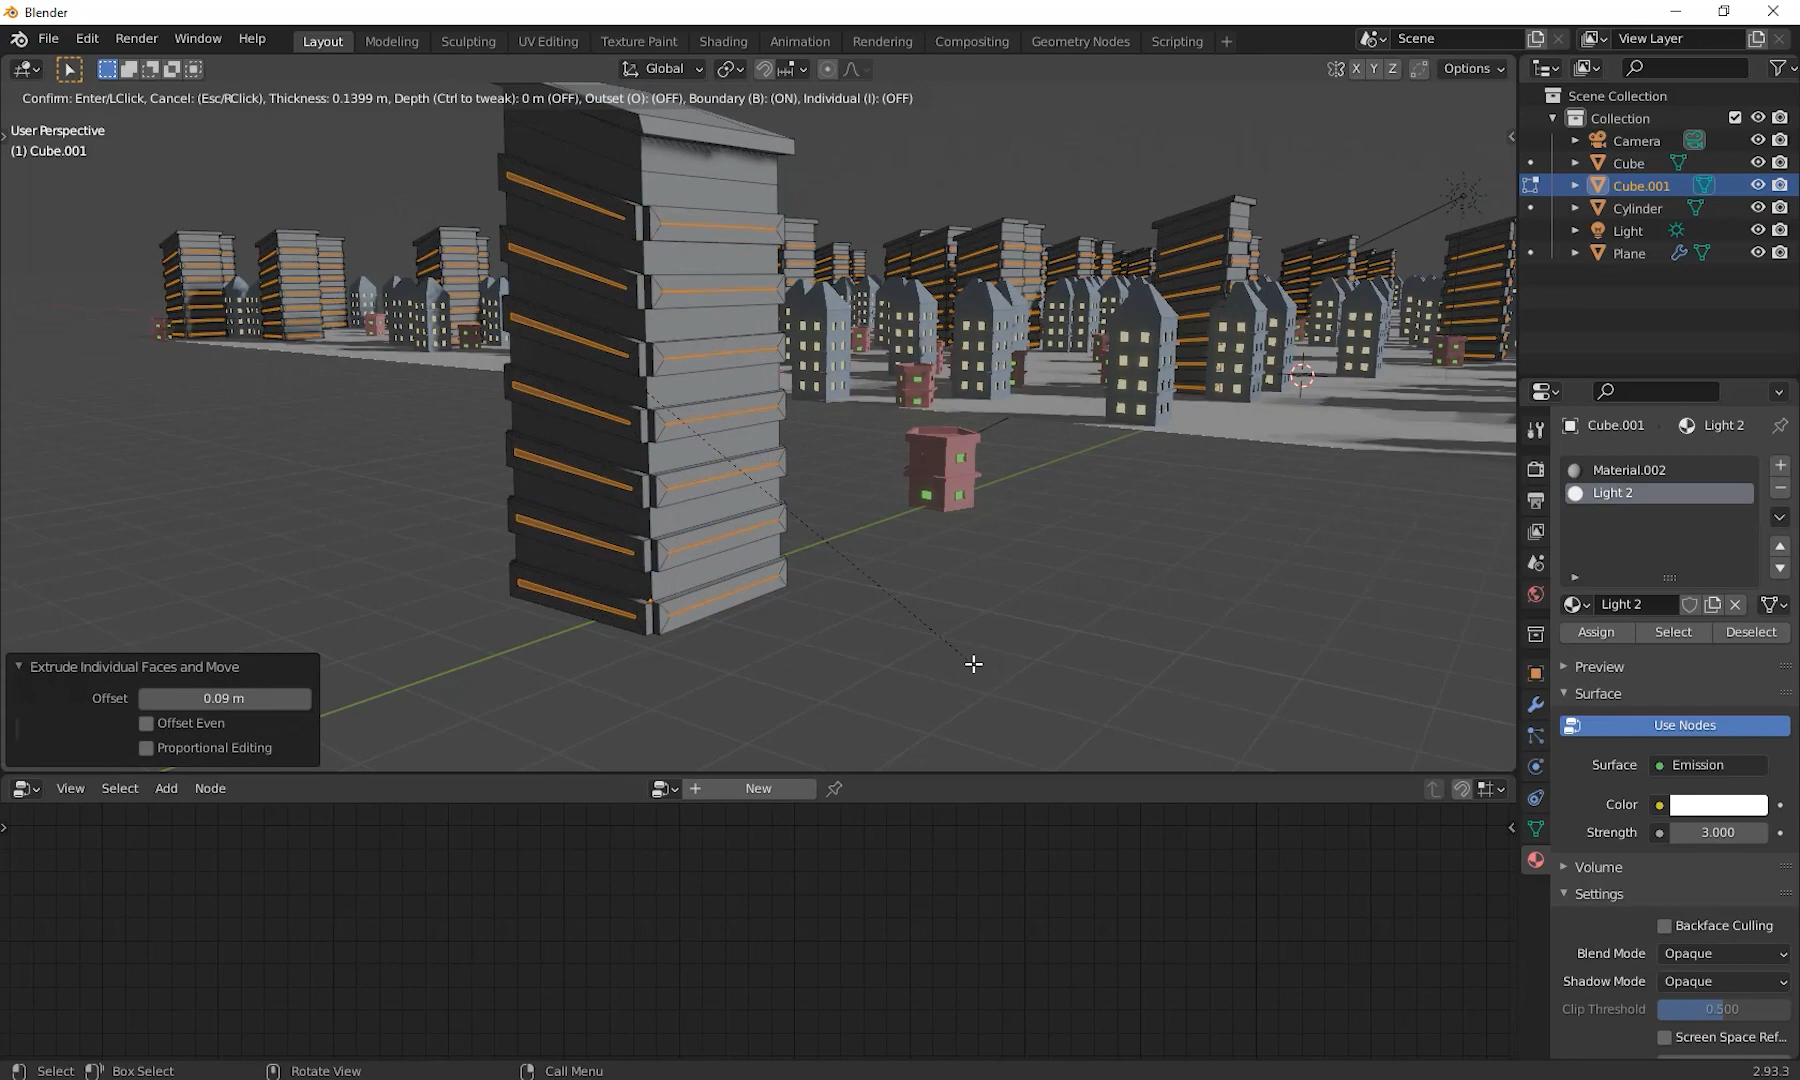 Blender
File Edit Render Window Help
Layout Modeling Sculpting UV Editing Texture Paint Shading Animation Rendering Compositing Geometry Nodes Scripting +
Scene
View Layer
Global
X Y Z
Options
Confirm: Enter/LClick, Cancel: (Esc/RClick), Thickness: 0.1399 m, Depth (Ctrl to tweak): 0 m (OFF), Outset (O): (OFF), Boundary (B): (ON), Individual (I): (OFF)
User Perspective
(1) Cube.001
Scene Collection
Collection
Camera
Cube
Cube.001
Cylinder
Light
Plane
Cube.001
Light 2
Material.002
Light 2
Light 2
Assign Select Deselect
Preview
Surface
Use Nodes
Surface Emission
Color
Strength 3.000
Volume
Settings
Backface Culling
Blend Mode Opaque
Shadow Mode Opaque
Clip Threshold 0.500
Screen Space Ref...
Extrude Individual Faces and Move
Offset 0.09 m
Offset Even
Proportional Editing
View Select Add Node
+ New
Select Box Select Rotate View Call Menu
2.93.3